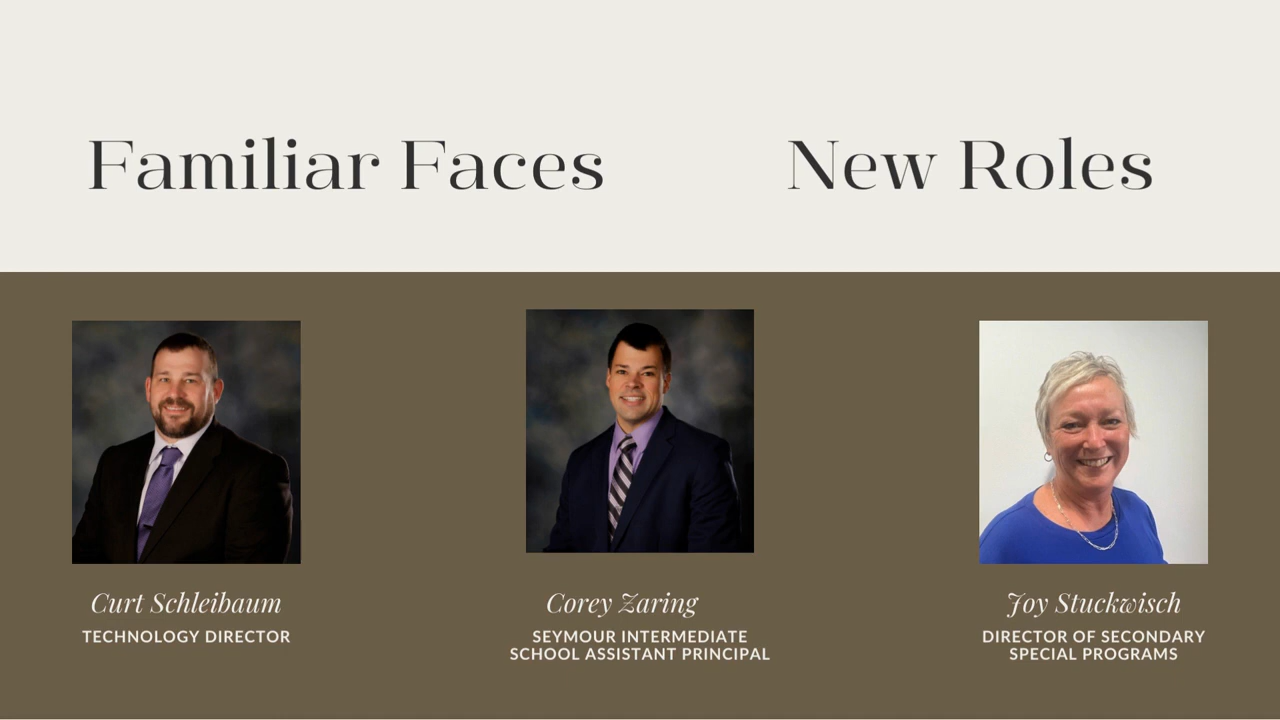 Familiar Faces
New Roles
Curt Schleibaum
TECHNOLOGY DIRECTOR
Corey Zaring
SEYMOUR INTERMEDIATE
SCHOOL ASSISTANT PRINCIPAL
Joy Stuckwisch
DIRECTOR OF SECONDARY
SPECIAL PROGRAMS